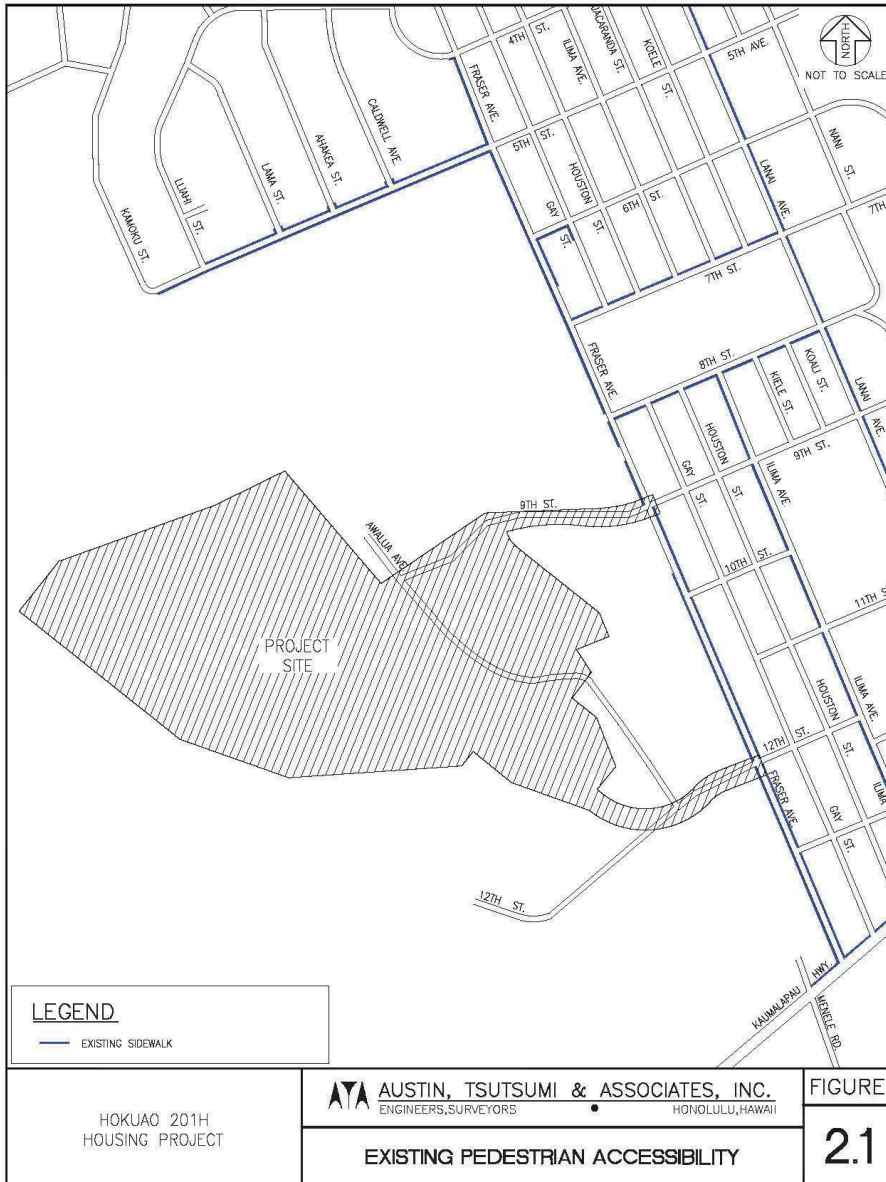 NORTH
NOT TO SCALE
4TH ST.
JACARANDA ST.
ILIMA AVE.
KOELE ST.
5TH AVE.
FRASER AVE.
5TH ST.
CALDWELL AVE.
AHAKEA ST.
LAMA ST.
LUAHI ST.
KAMOKU ST.
GAY ST.
HOUSTON ST.
6TH ST.
LANAI AVE.
NANI ST.
7TH
7TH ST.
FRASER AVE.
8TH ST.
KIELE ST.
KOALI ST.
LANAI AVE.
GAY ST.
HOUSTON ST.
ILIMA AVE.
9TH ST.
9TH ST.
AWALUA AVE.
10TH ST.
11TH S
PROJECT
SITE
12TH ST.
HOUSTON ST.
ILIMA AVE.
ILIMA
FRASER AVE.
GAY ST.
12TH ST.
KAUMALAPAU HWY.
MENELE RD.
LEGEND
EXISTING SIDEWALK
HOKUAO 201H
HOUSING PROJECT
ATA
AUSTIN, TSUTSUMI & ASSOCIATES, INC.
ENGINEERS,SURVEYORS • HONOLULU,HAWAII
EXISTING PEDESTRIAN ACCESSIBILITY
FIGURE
2.1